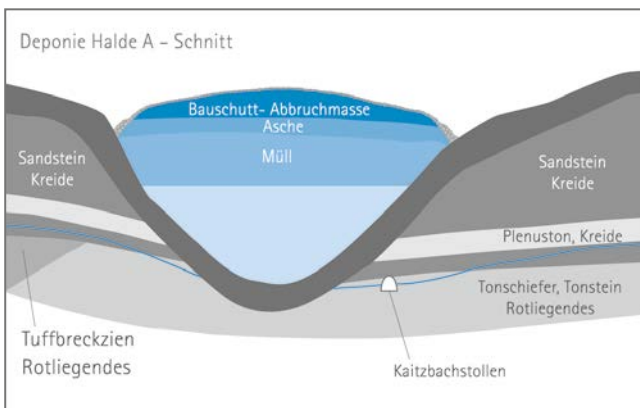 Deponie Halde A – Schnitt
Bauschutt- Abbruchmasse
Asche
Müll
Sandstein
Kreide
Sandstein
Kreide
Plenuston, Kreide
Tonschiefer, Tonstein
Rotliegendes
Tuffbreckzien
Rotliegendes
Kaitzbachstollen